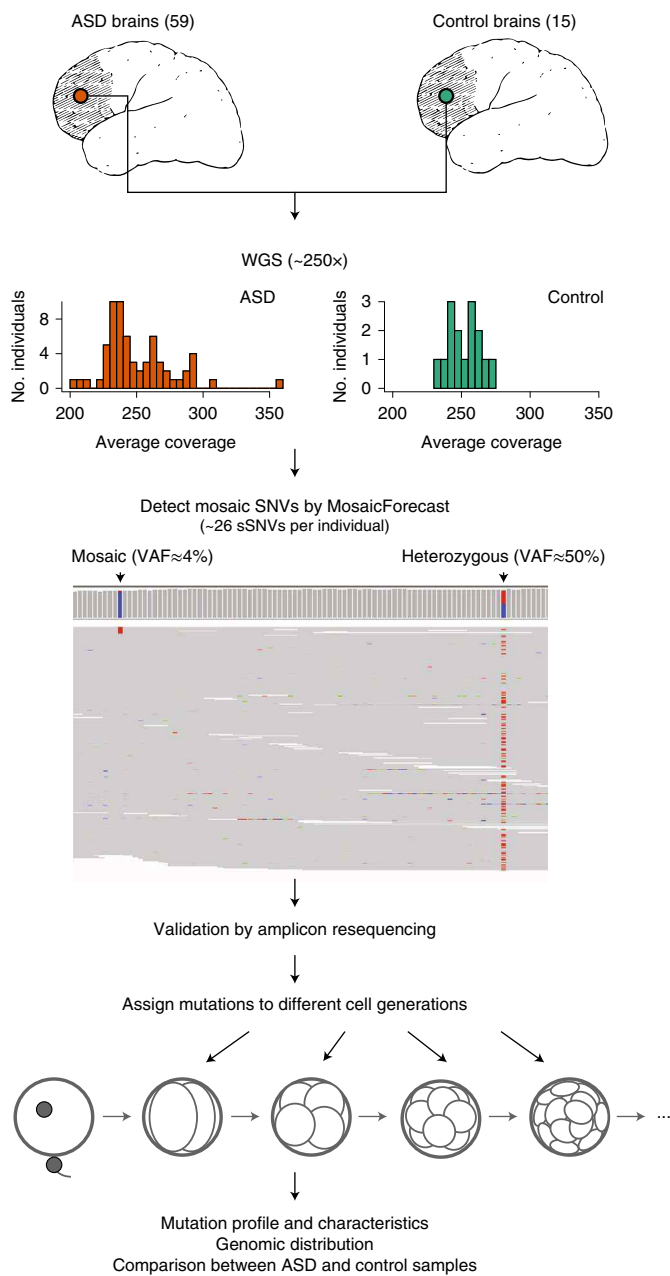 ASD brains (59)
Control brains (15)
WGS (~250×)
ASD
Control
No. individuals
8
4
0
200
250
300
350
Average coverage
No. individuals
3
2
1
0
200
250
300
350
Average coverage
Detect mosaic SNVs by MosaicForecast
(~26 sSNVs per individual)
Mosaic (VAF≈4%)
Heterozygous (VAF≈50%)
Validation by amplicon resequencing
Assign mutations to different cell generations
...
Mutation profile and characteristics
Genomic distribution
Comparison between ASD and control samples